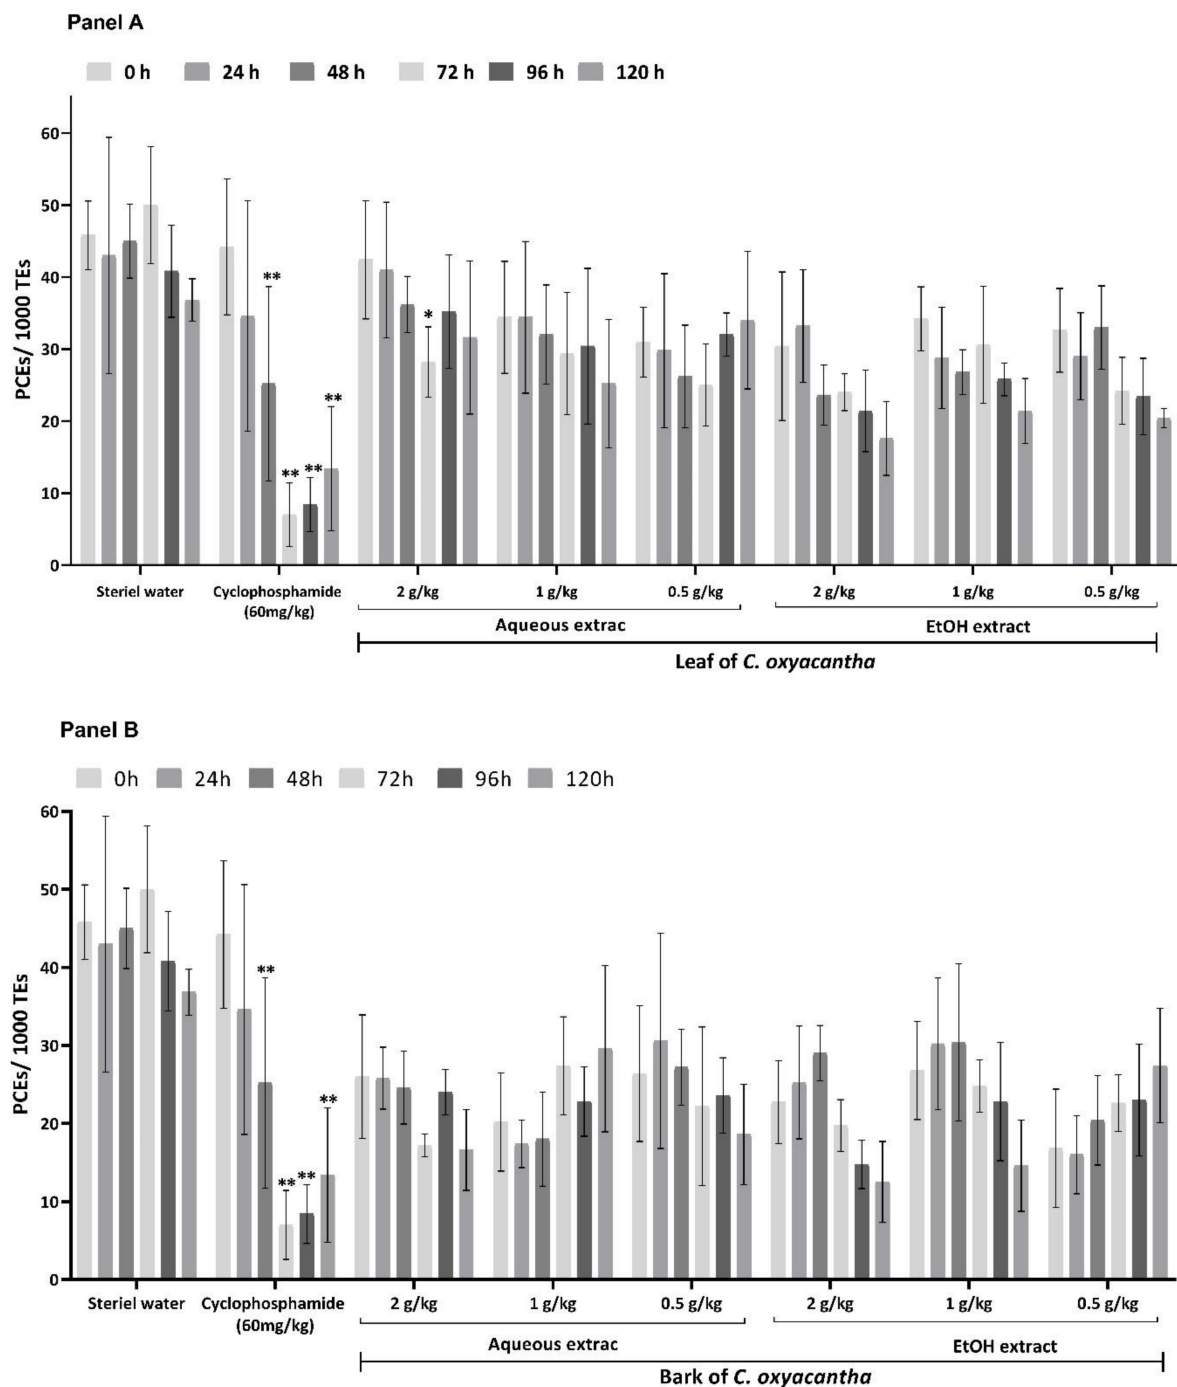 Panel A
0 h 24 h 48 h 72 h 96 h 120 h
PCEs/ 1000 TEs
60
50
40
30
20
10
0
** ** ** ** *
Steriel water Cyclophosphamide (60mg/kg) 2 g/kg 1 g/kg 0.5 g/kg 2 g/kg 1 g/kg 0.5 g/kg
Aqueous extrac EtOH extract
Leaf of C. oxyacantha
Panel B
0h 24h 48h 72h 96h 120h
PCEs/ 1000 TEs
60
50
40
30
20
10
0
** ** ** **
Steriel water Cyclophosphamide (60mg/kg) 2 g/kg 1 g/kg 0.5 g/kg 2 g/kg 1 g/kg 0.5 g/kg
Aqueous extrac EtOH extract
Bark of C. oxyacantha